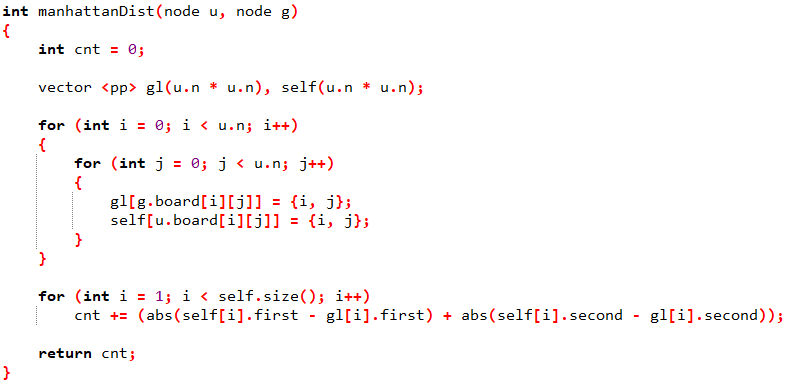 int manhattanDist(node u, node g)
{
    int cnt = 0;

    vector <pp> gl(u.n * u.n), self(u.n * u.n);

    for (int i = 0; i < u.n; i++)
    {
        for (int j = 0; j < u.n; j++)
        {
            gl[g.board[i][j]] = {i, j};
            self[u.board[i][j]] = {i, j};
        }
    }

    for (int i = 1; i < self.size(); i++)
        cnt += (abs(self[i].first - gl[i].first) + abs(self[i].second - gl[i].second));

    return cnt;
}